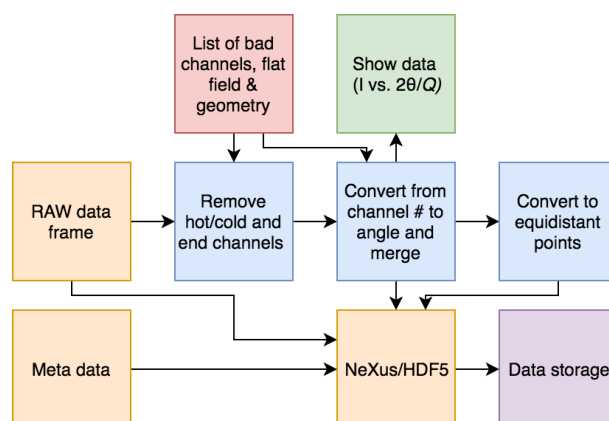 List of bad
channels, flat
field &
geometry
Show data
(I vs. 2θ/Q)
RAW data
frame
Remove
hot/cold and
end channels
Convert from
channel # to
angle and
merge
Convert to
equidistant
points
Meta data
NeXus/HDF5
Data storage